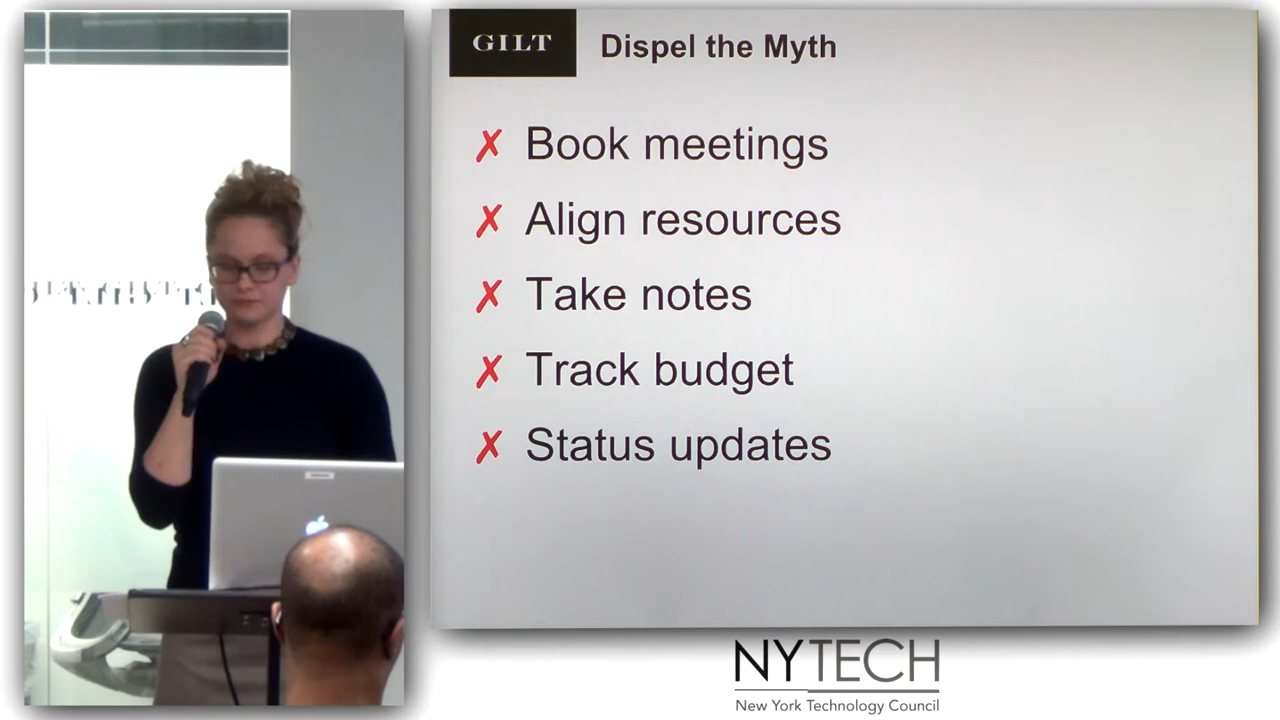 GILT
Dispel the Myth
✗ Book meetings
✗ Align resources
✗ Take notes
✗ Track budget
✗ Status updates
NYTECH
New York Technology Council